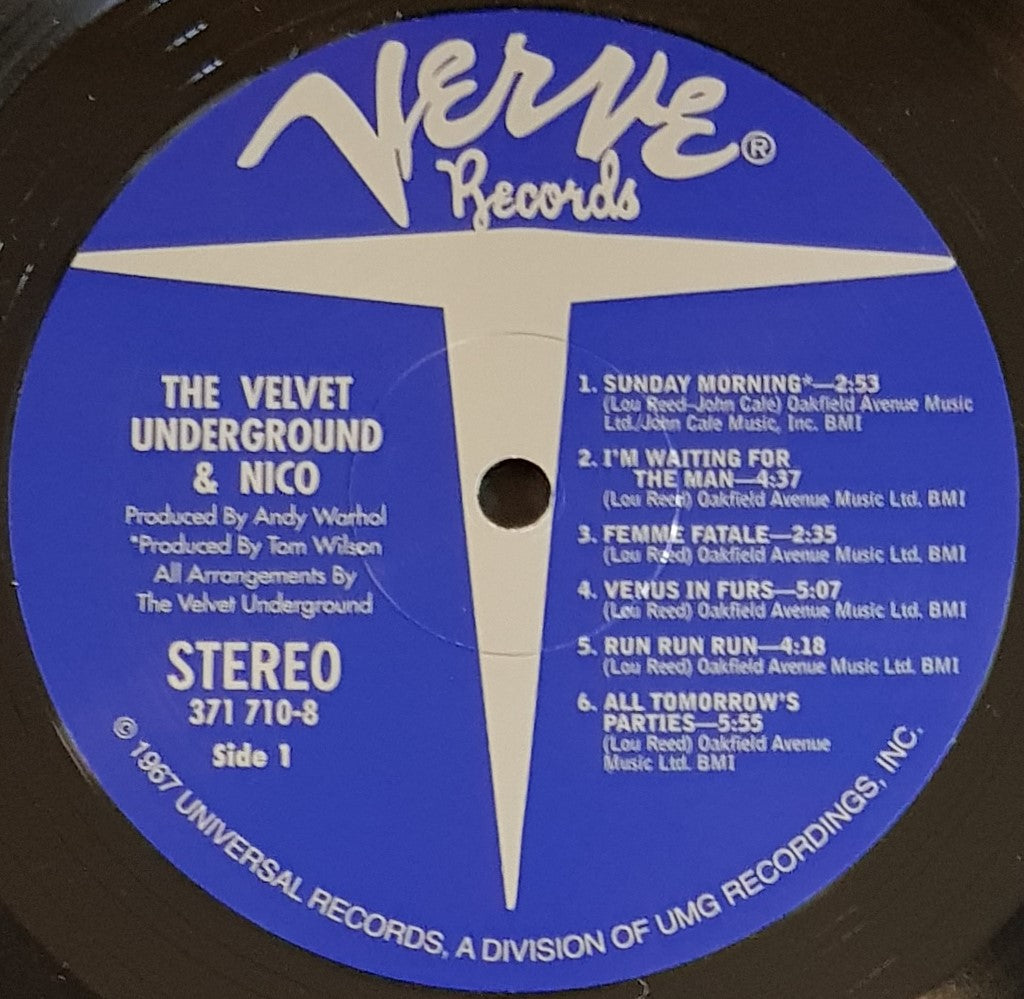 Verve®
Records
THE VELVET
UNDERGROUND
& NICO
Produced By Andy Warhol
*Produced By Tom Wilson
All Arrangements By
The Velvet Underground
STEREO
371 710-8
Side 1
1. SUNDAY MORNING*—2:53
(Lou Reed–John Cale) Oakfield Avenue Music
Ltd./John Cale Music, Inc. BMI
2. I'M WAITING FOR
THE MAN—4:37
(Lou Reed) Oakfield Avenue Music Ltd. BMI
3. FEMME FATALE—2:35
(Lou Reed) Oakfield Avenue Music Ltd. BMI
4. VENUS IN FURS—5:07
(Lou Reed) Oakfield Avenue Music Ltd. BMI
5. RUN RUN RUN—4:18
(Lou Reed) Oakfield Avenue Music Ltd. BMI
6. ALL TOMORROW'S
PARTIES—5:55
(Lou Reed) Oakfield Avenue
Music Ltd. BMI
© 1967 UNIVERSAL RECORDS, A DIVISION OF UMG RECORDINGS, INC.